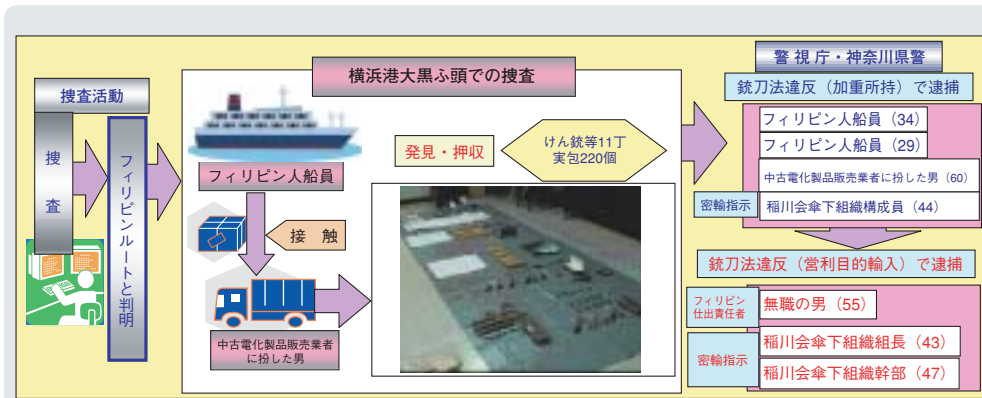 捜査活動
捜査
フィリピンルートと判明
横浜港大黒ふ頭での捜査
フィリピン人船員
接 触
中古電化製品販売業者
に扮した男
発見・押収
けん銃等11丁
実包220個
警視庁・神奈川県警
銃刀法違反（加重所持）で逮捕
フィリピン人船員（34）
フィリピン人船員（29）
中古電化製品販売業者に扮した男（60）
密輸指示
稲川会傘下組織構成員（44）
銃刀法違反（営利目的輸入）で逮捕
フィリピン
仕出責任者
無職の男（55）
密輸指示
稲川会傘下組織組長（43）
稲川会傘下組織幹部（47）